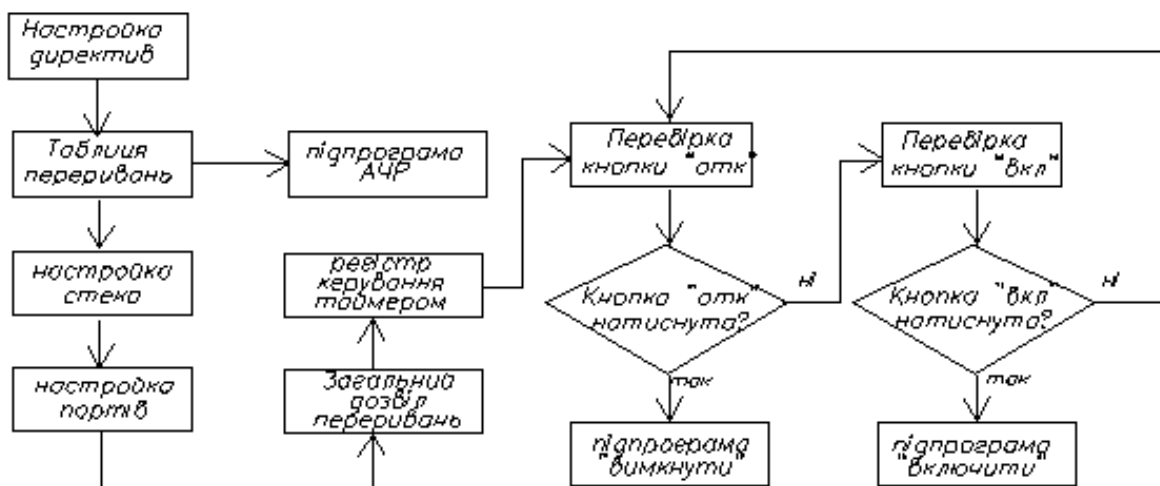 Настройка
директив
Таблиця
переривань
підпрограма
АЧР
настройка
стека
настройка
портів
регістр
керування
таймером
Загальний
дозвіл
переривань
Перевірка
кнопки "отк"
Кнопка "отк"
натиснута?
ні
так
підпрограма
"вимкнути"
Перевірка
кнопки "вкл"
Кнопка "вкл"
натиснута?
ні
так
підпрограма
"включити"